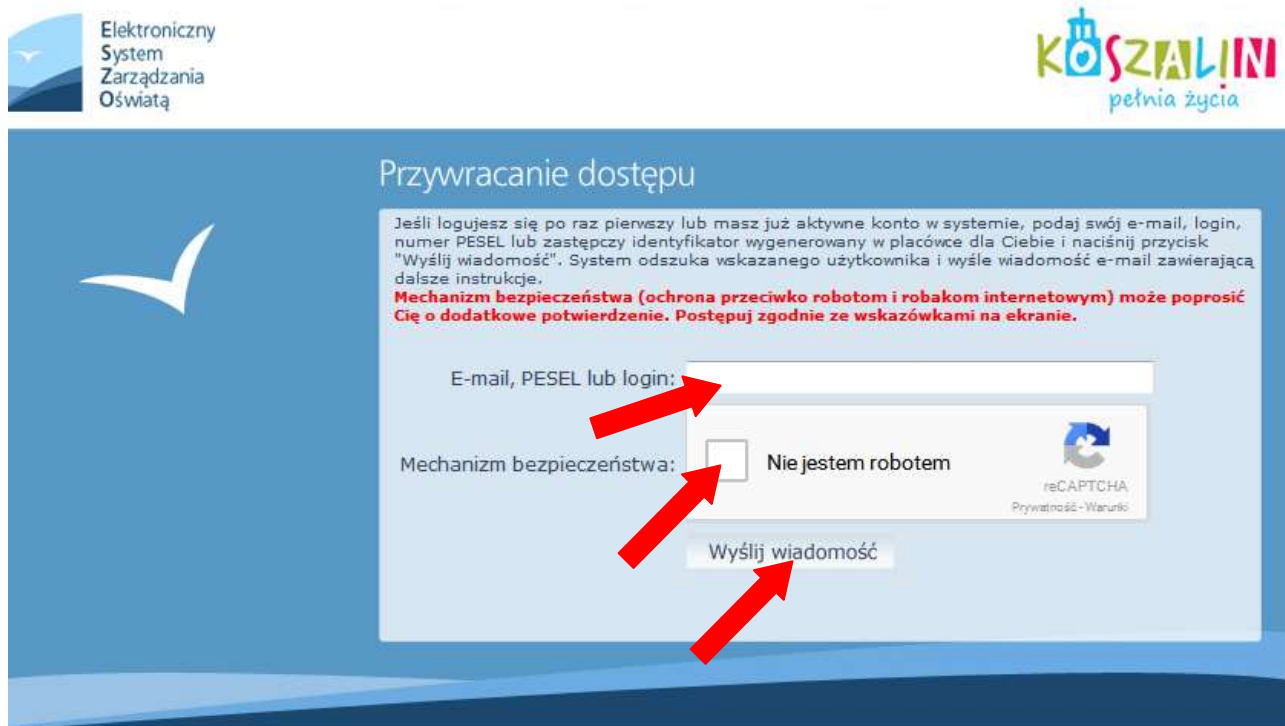 Elektroniczny
System
Zarządzania
Oświatą
KOSZALIN
pełnia życia
Przywracanie dostępu
Jeśli logujesz się po raz pierwszy lub masz już aktywne konto w systemie, podaj swój e-mail, login,
numer PESEL lub zastępczy identyfikator wygenerowany w placówce dla Ciebie i naciśnij przycisk
"Wyślij wiadomość". System odszuka wskazanego użytkownika i wyśle wiadomość e-mail zawierającą
dalsze instrukcje.
Mechanizm bezpieczeństwa (ochrona przeciwko robotom i robakom internetowym) może poprosić
Cię o dodatkowe potwierdzenie. Postępuj zgodnie ze wskazówkami na ekranie.
E-mail, PESEL lub login:
Mechanizm bezpieczeństwa:
Nie jestem robotem
reCAPTCHA
Prywatność - Warunki
Wyślij wiadomość